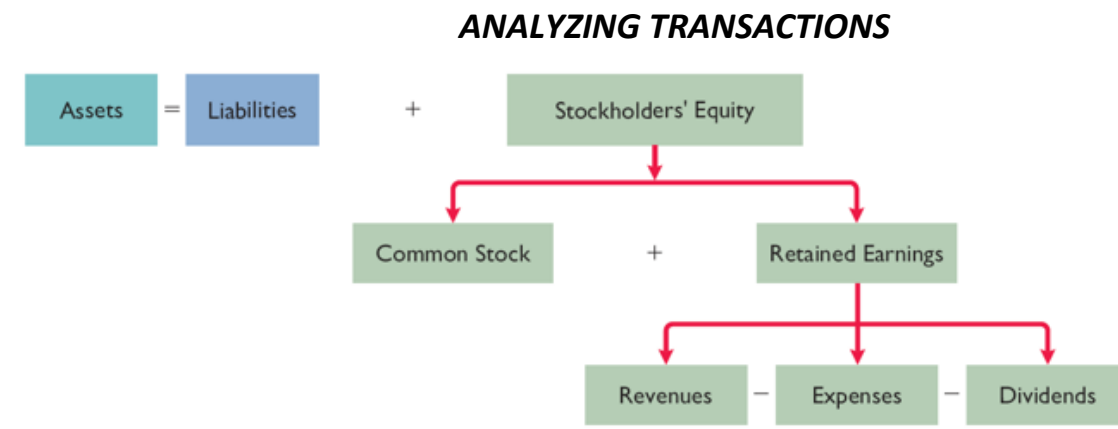 ANALYZING TRANSACTIONS
Assets = Liabilities + Stockholders' Equity
Common Stock + Retained Earnings
Revenues − Expenses − Dividends